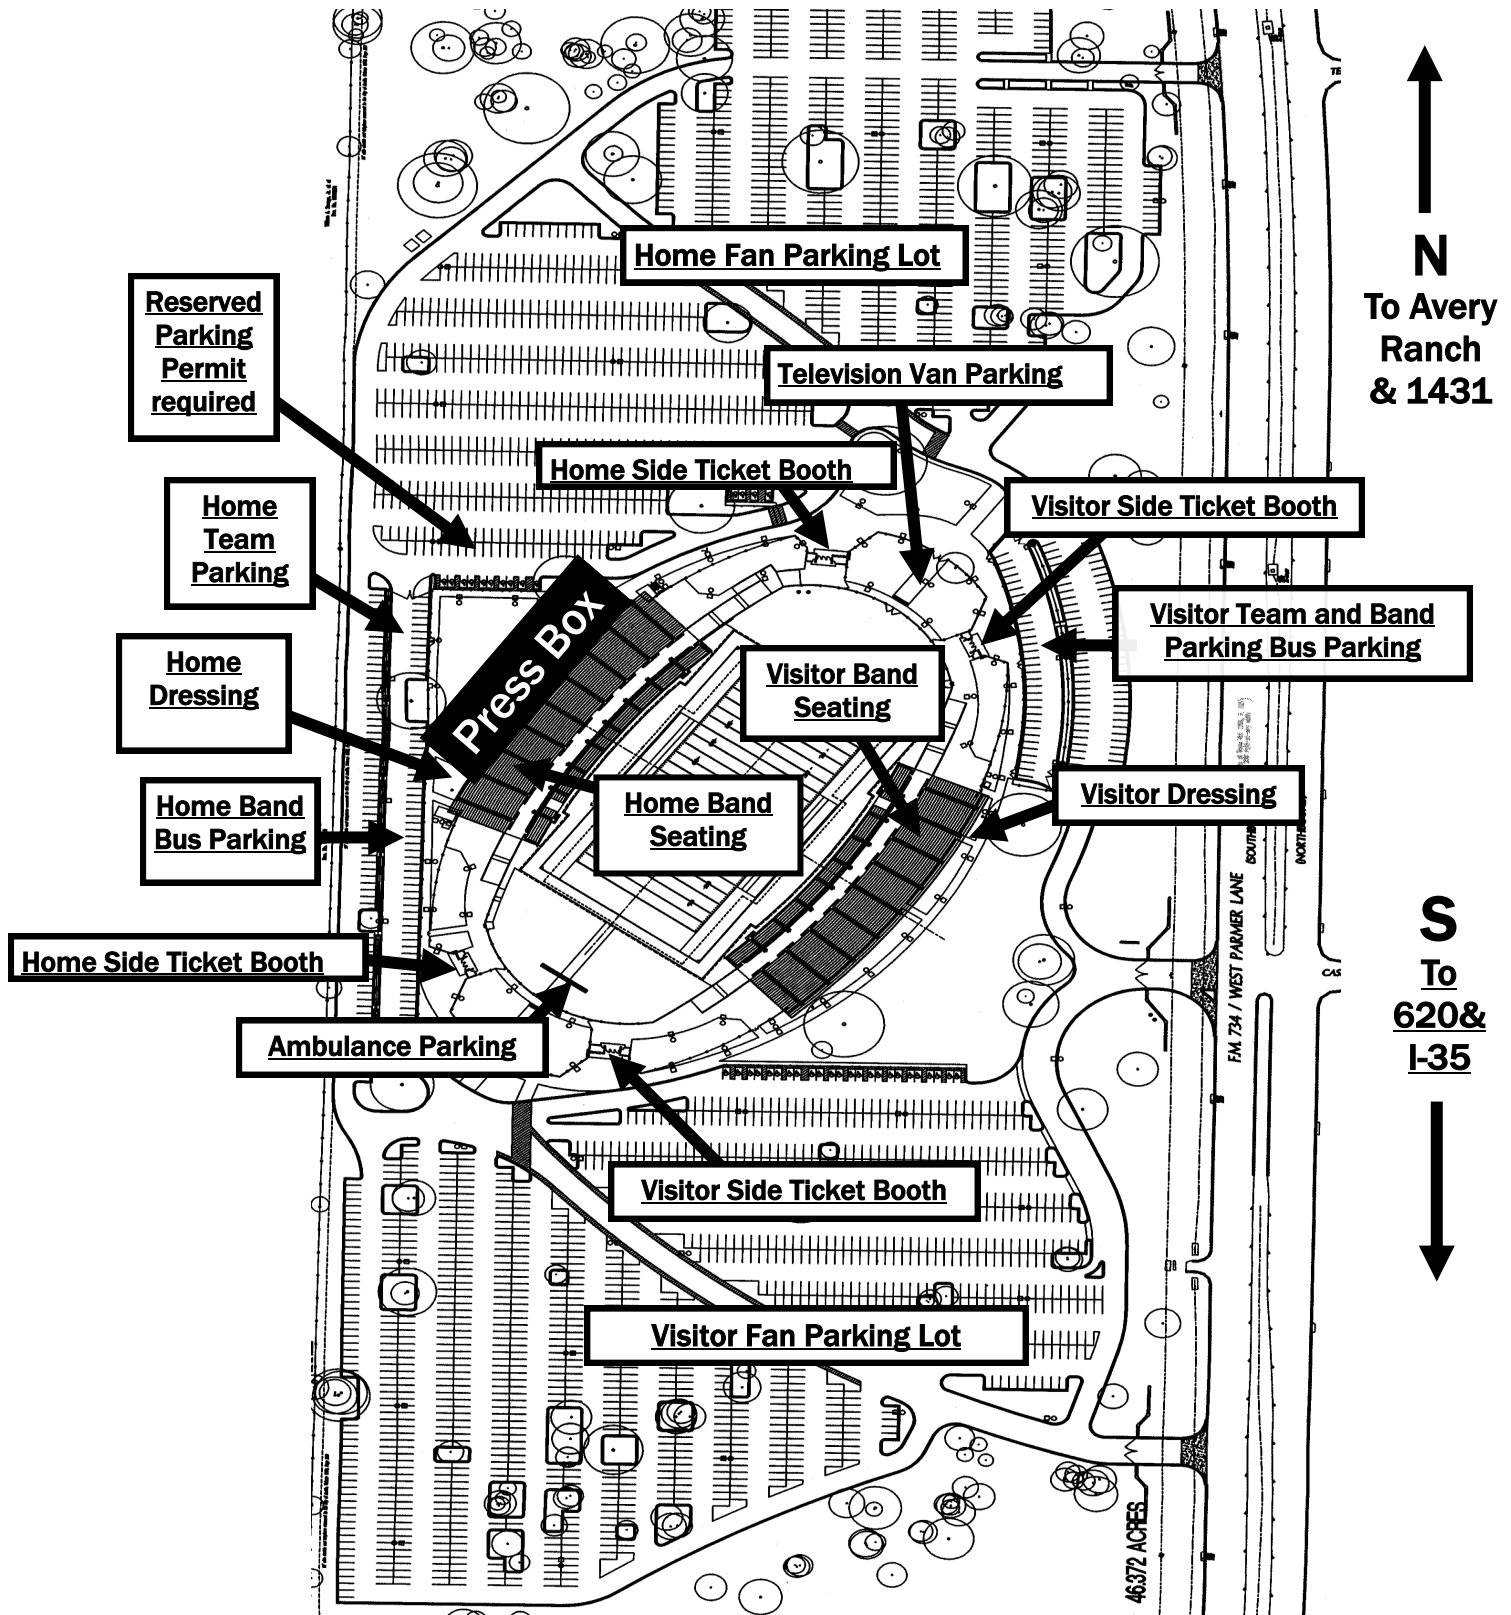 N
To Avery
Ranch
& 1431
Home Fan Parking Lot
Reserved
Parking
Permit
required
Television Van Parking
Home Side Ticket Booth
Visitor Side Ticket Booth
Home
Team
Parking
Press Box
Visitor Team and Band
Parking Bus Parking
Home
Dressing
Visitor Band
Seating
Home Band
Bus Parking
Home Band
Seating
Visitor Dressing
Home Side Ticket Booth
S
To
620&
I-35
F.M. 734 / WEST PARMER LANE
Ambulance Parking
Visitor Side Ticket Booth
Visitor Fan Parking Lot
46.372 ACRES